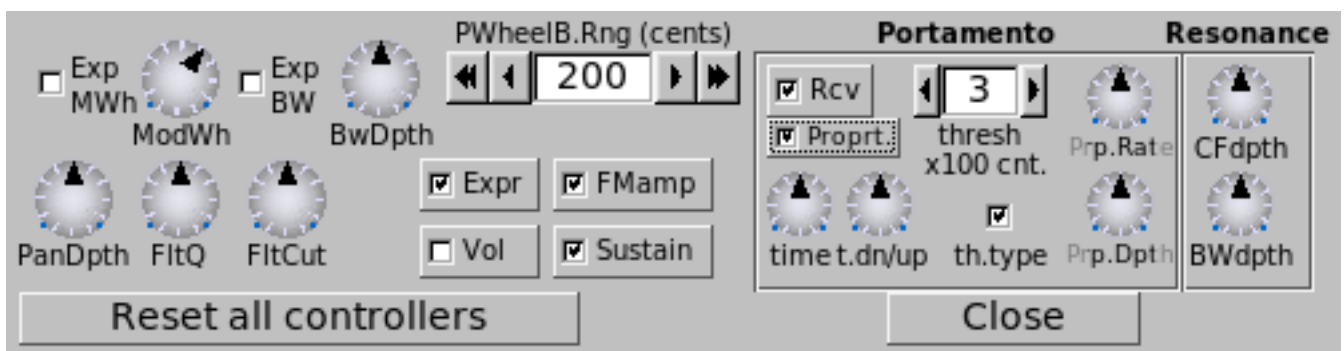 PWheelB.Rng (cents)
Portamento
Resonance
Exp
MWh
ModWh
Exp
BW
BwDpth
200
Rcv
Proprt.
3
thresh
x100 cnt.
Prp.Rate
CFdpth
PanDpth
FltQ
FltCut
Expr
FMamp
Vol
Sustain
time
t.dn/up
th.type
Prp.Dpth
BWdpth
Reset all controllers
Close